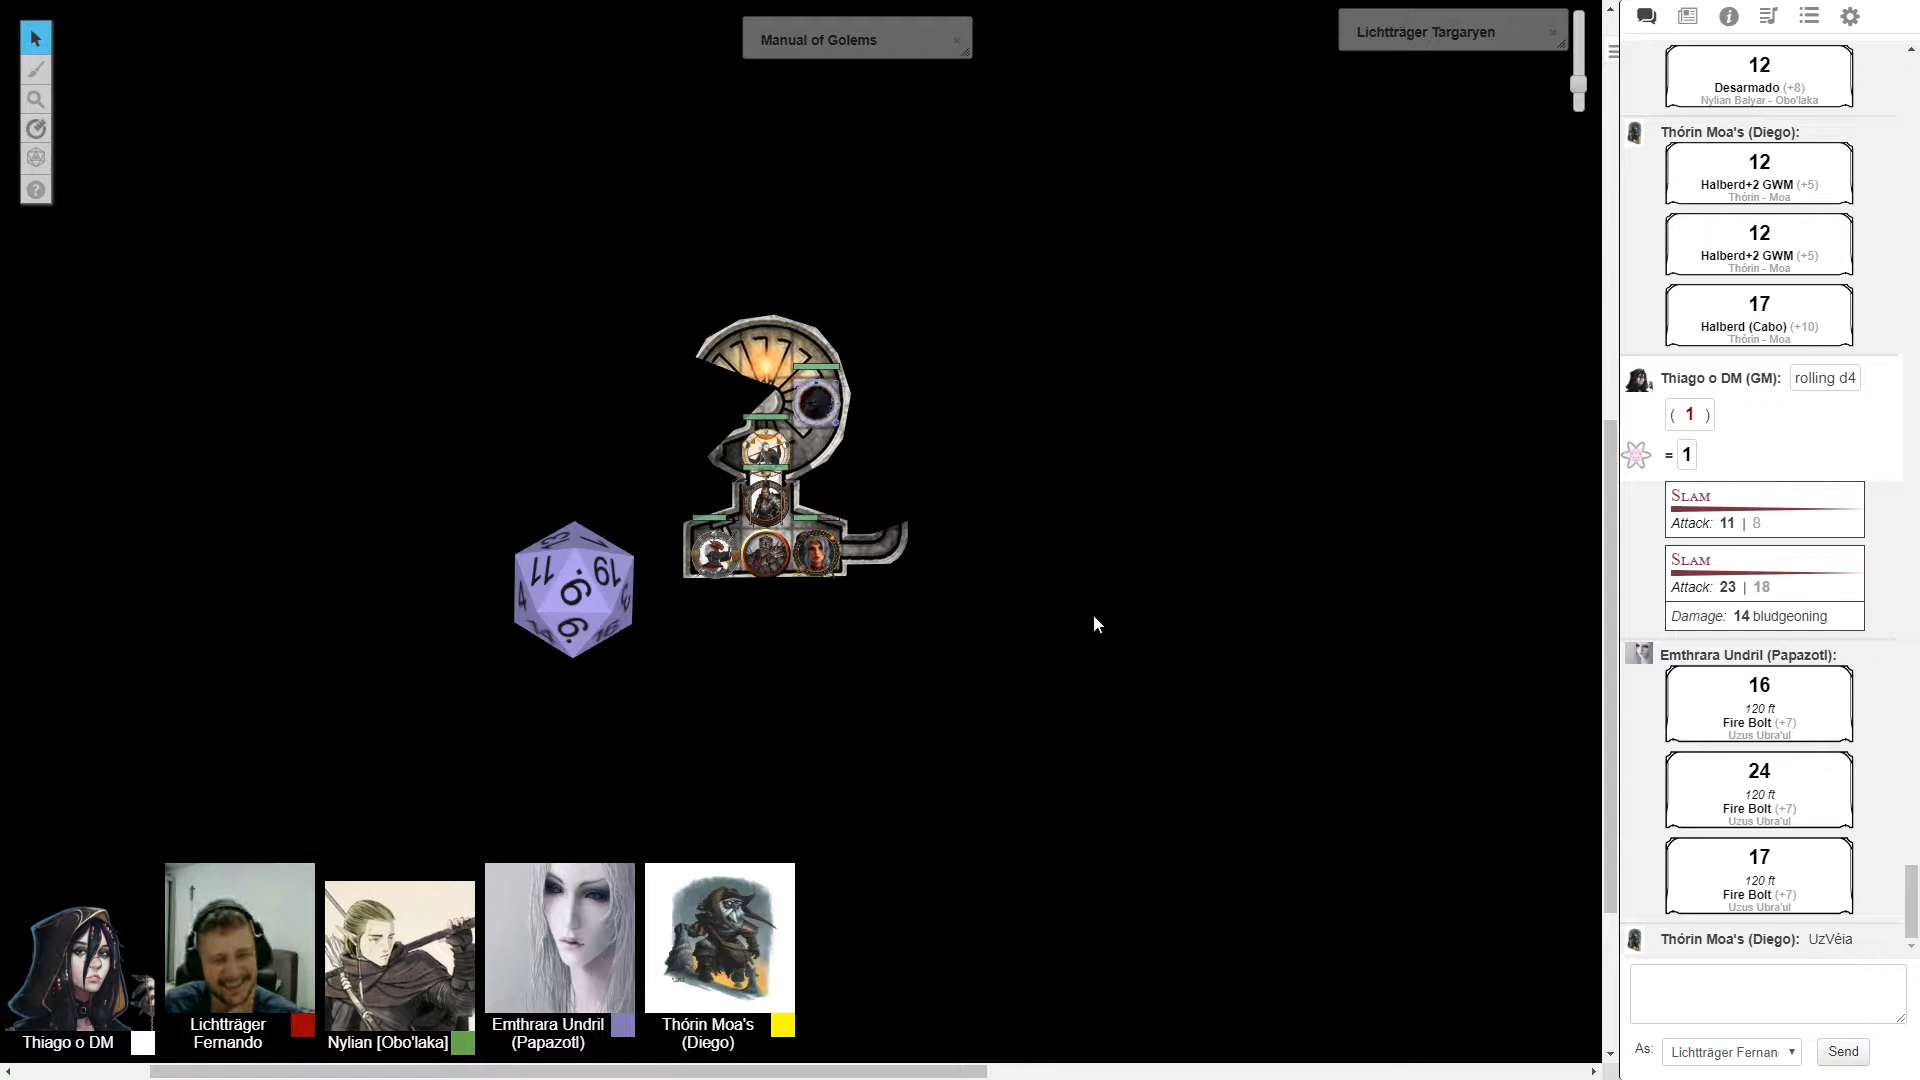 Manual of Golems
Lichtträger Targaryen
12
Desarmado (+8)
Nylian Balyar - Obo'laka
Thórin Moa's (Diego):
12
Halberd+2 GWM (+5)
Thórin - Moa
12
Halberd+2 GWM (+5)
Thórin - Moa
17
Halberd (Cabo) (+10)
Thórin - Moa
Thiago o DM (GM): rolling d4
( 1 )
= 1
Slam
Attack: 11 | 8
Slam
Attack: 23 | 18
Damage: 14 bludgeoning
Emthrara Undril (Papazotl):
16
120 ft
Fire Bolt (+7)
Uzus Ubra'ul
24
120 ft
Fire Bolt (+7)
Uzus Ubra'ul
17
120 ft
Fire Bolt (+7)
Uzus Ubra'ul
Thórin Moa's (Diego): UzVéia
As: Lichtträger Fernan
Send
11
19
6.
9.
4
Thiago o DM
Lichtträger
Fernando
Nylian [Obo'laka]
Emthrara Undril
(Papazotl)
Thórin Moa's
(Diego)